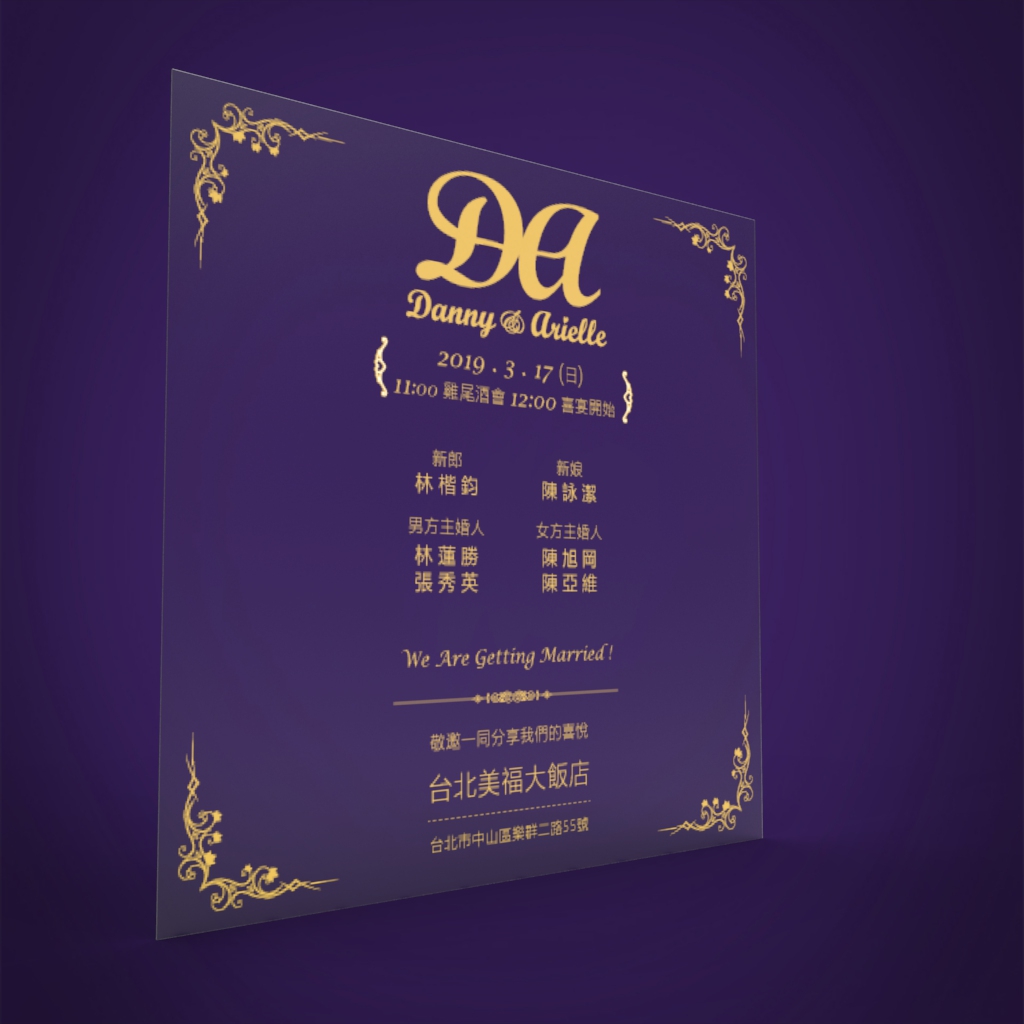 DA
Danny & Arielle
2019 . 3 . 17 (日)
11:00 雞尾酒會 12:00 喜宴開始
新郎
林楷鈞
新娘
陳詠潔
男方主婚人
林蓮勝
張秀英
女方主婚人
陳旭岡
陳亞維
We Are Getting Married!
敬邀一同分享我們的喜悅
台北美福大飯店
台北市中山區樂群二路55號